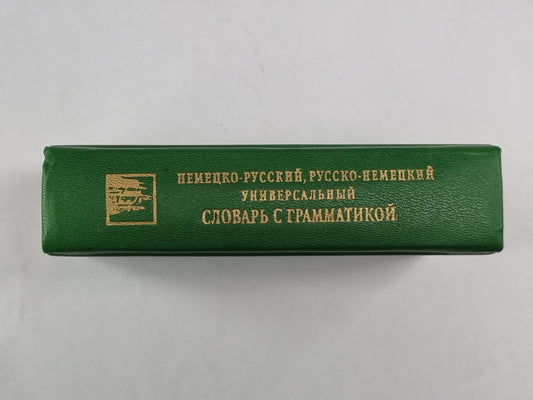 НЕМЕЦКО-РУССКИЙ, РУССКО-НЕМЕЦКИЙ
УНИВЕРСАЛЬНЫЙ
СЛОВАРЬ С ГРАММАТИКОЙ